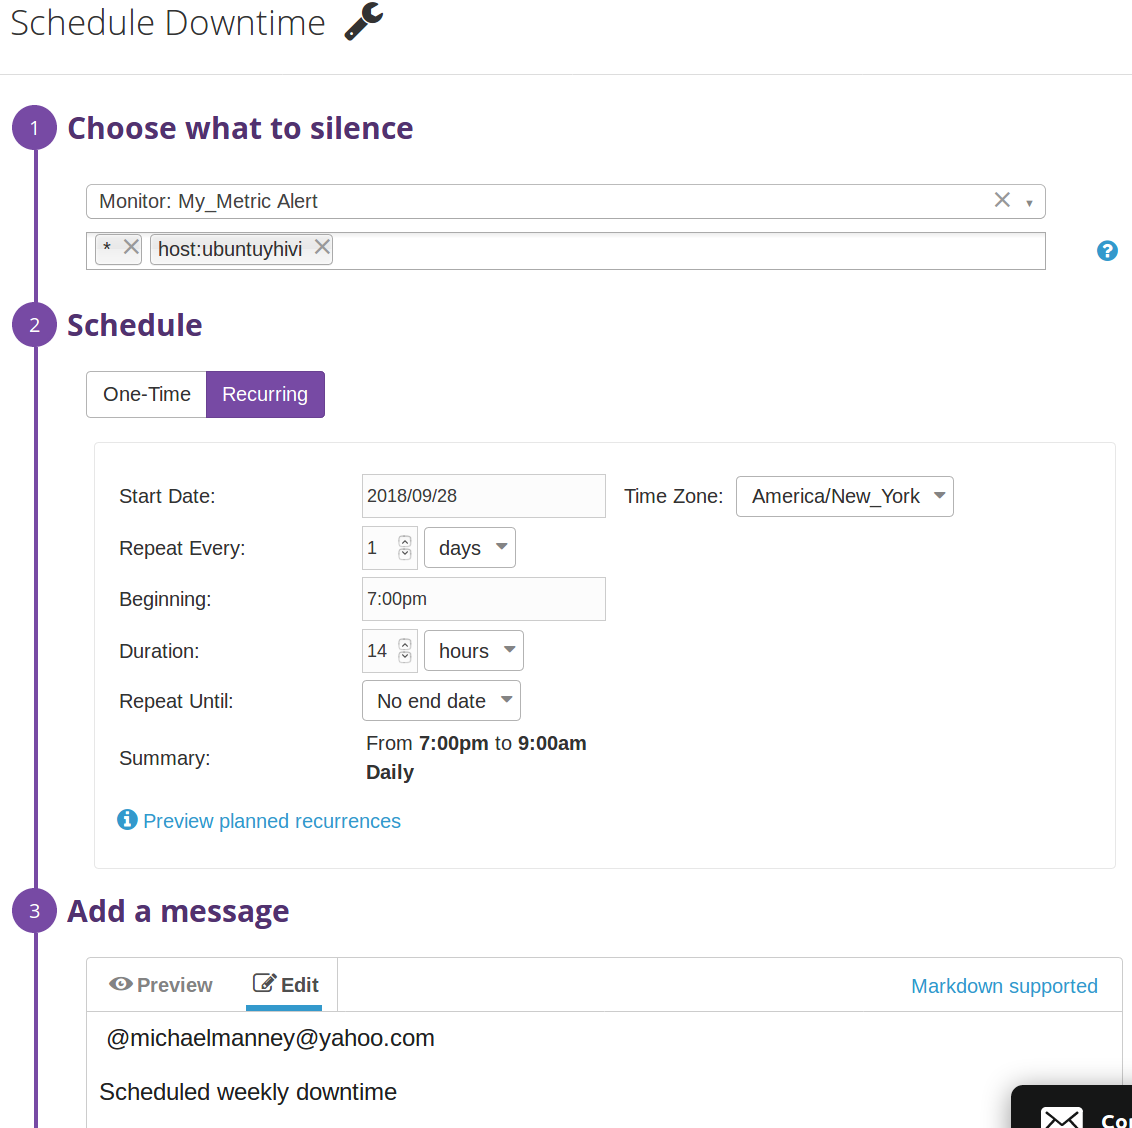 Schedule Downtime
1 Choose what to silence
Monitor: My_Metric Alert
* host:ubuntuyhivi
?
2 Schedule
One-Time Recurring
Start Date: 2018/09/28 Time Zone: America/New_York
Repeat Every: 1 days
Beginning: 7:00pm
Duration: 14 hours
Repeat Until: No end date
Summary: From 7:00pm to 9:00am
Daily
Preview planned recurrences
3 Add a message
Preview Edit Markdown supported
@michaelmanney@yahoo.com
Scheduled weekly downtime